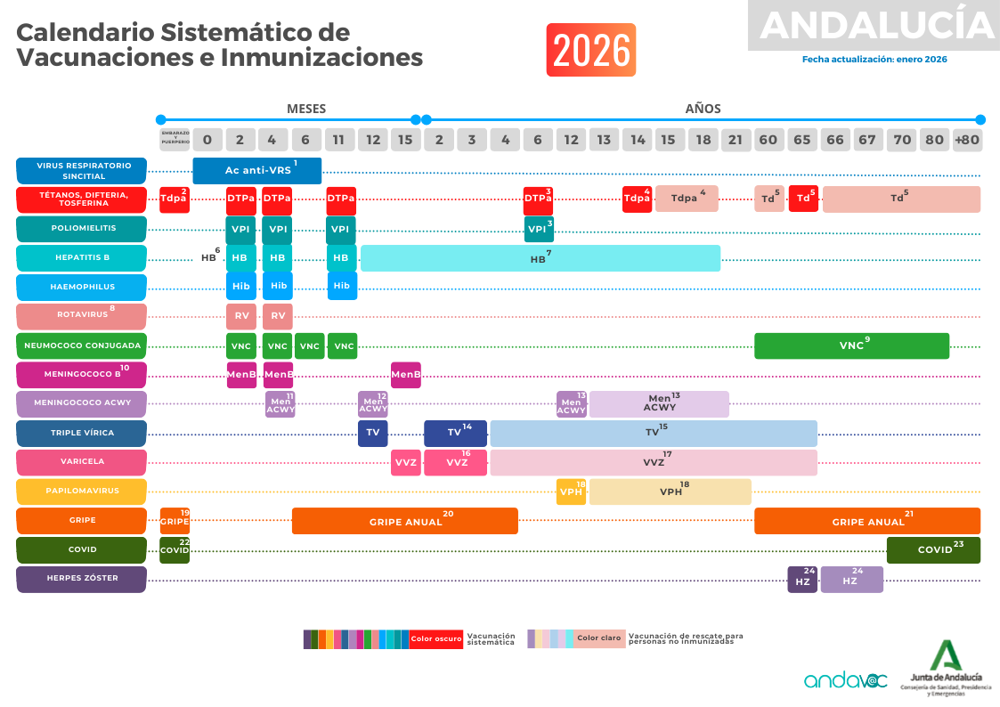 Calendario Sistemático de
Vacunaciones e Inmunizaciones
2026
ANDALUCÍA
Fecha actualización: enero 2026
MESES
AÑOS
EMBARAZO
Y
PUERPERIO
0 2 4 6 11 12 15 2 3 4 6 12 13 14 15 18 21 60 65 66 67 70 80 +80
VIRUS RESPIRATORIO
SINCITIAL
Ac anti-VRS 1
TÉTANOS, DIFTERIA,
TOSFERINA
Tdpa 2 DTPa DTPa DTPa DTPa 3 Tdpa 4 Tdpa 4 Td 5 Td 5 Td 5
POLIOMIELITIS
VPI VPI VPI VPI 3
HEPATITIS B
HB 6 HB HB HB HB 7
HAEMOPHILUS
Hib Hib Hib
ROTAVIRUS 8
RV RV
NEUMOCOCO CONJUGADA
VNC VNC VNC VNC VNC 9
MENINGOCOCO B 10
MenB MenB MenB
MENINGOCOCO ACWY
Men ACWY 11 Men ACWY 12 Men ACWY 13 Men ACWY 13
TRIPLE VÍRICA
TV TV 14 TV 15
VARICELA
VVZ VVZ 16 VVZ 17
PAPILOMAVIRUS
VPH 18 VPH 18
GRIPE
GRIPE 19 GRIPE ANUAL 20 GRIPE ANUAL 21
COVID
COVID 22 COVID 23
HERPES ZÓSTER
HZ 24 HZ 24
Color oscuro
Vacunación
sistemática
Color claro
Vacunación de rescate para
personas no inmunizadas
andavac
Junta de Andalucía
Consejería de Sanidad, Presidencia
y Emergencias